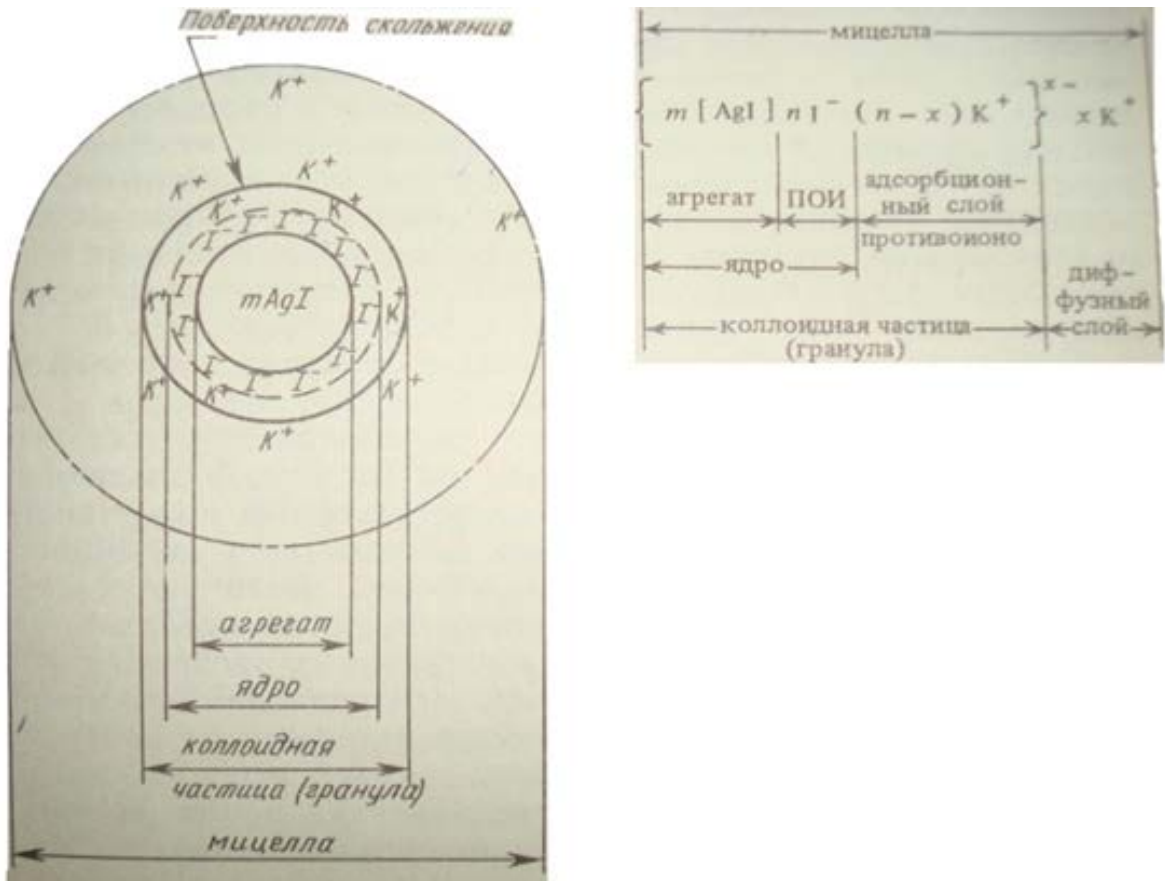 Поверхность скольжения
K⁺
K⁺ K⁺
K⁺ K⁺
I⁻ I⁻ I⁻ I⁻
I⁻ I⁻
K⁺
I⁻ I⁻
K⁺ K⁺ mAgI I⁻ K⁺
I⁻
I⁻ I⁻
K⁺ K⁺ I⁻ I⁻ K⁺
K⁺
агрегат
ядро
коллоидная
частица (гранула)
мицелла
мицелла
{ m [ AgI ] n I⁻ ( n − x ) K⁺ }ˣ⁻ x K⁺
агрегат ПОИ адсорбцион-
ный слой
противоионо
ядро
диф-
фузный
слой
коллоидная частица
(гранула)